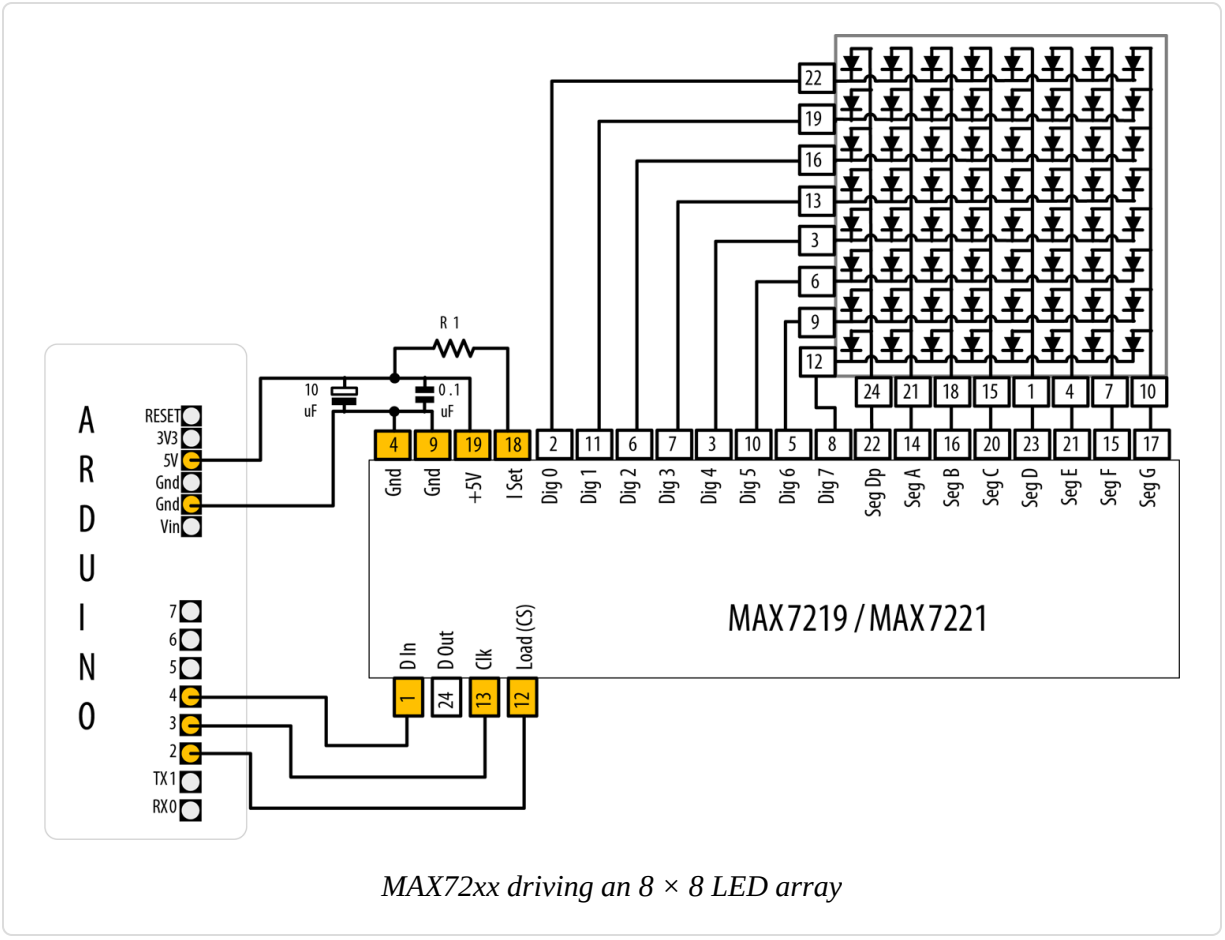 22
19
16
13
3
6
9
12
24 21 18 15 1 4 7 10
R 1
10 uF
0.1 uF
ARDUINO
RESET
3V3
5V
Gnd
Gnd
Vin
7
6
5
4
3
2
TX1
RX0
4 9 19 18 2 11 6 7 3 10 5 8 22 14 16 20 23 21 15 17
Gnd Gnd +5V I Set Dig 0 Dig 1 Dig 2 Dig 3 Dig 4 Dig 5 Dig 6 Dig 7 Seg Dp Seg A Seg B Seg C Seg D Seg E Seg F Seg G
MAX7219 / MAX7221
D In D Out Clk Load (CS)
1 24 13 12
MAX72xx driving an 8 × 8 LED array